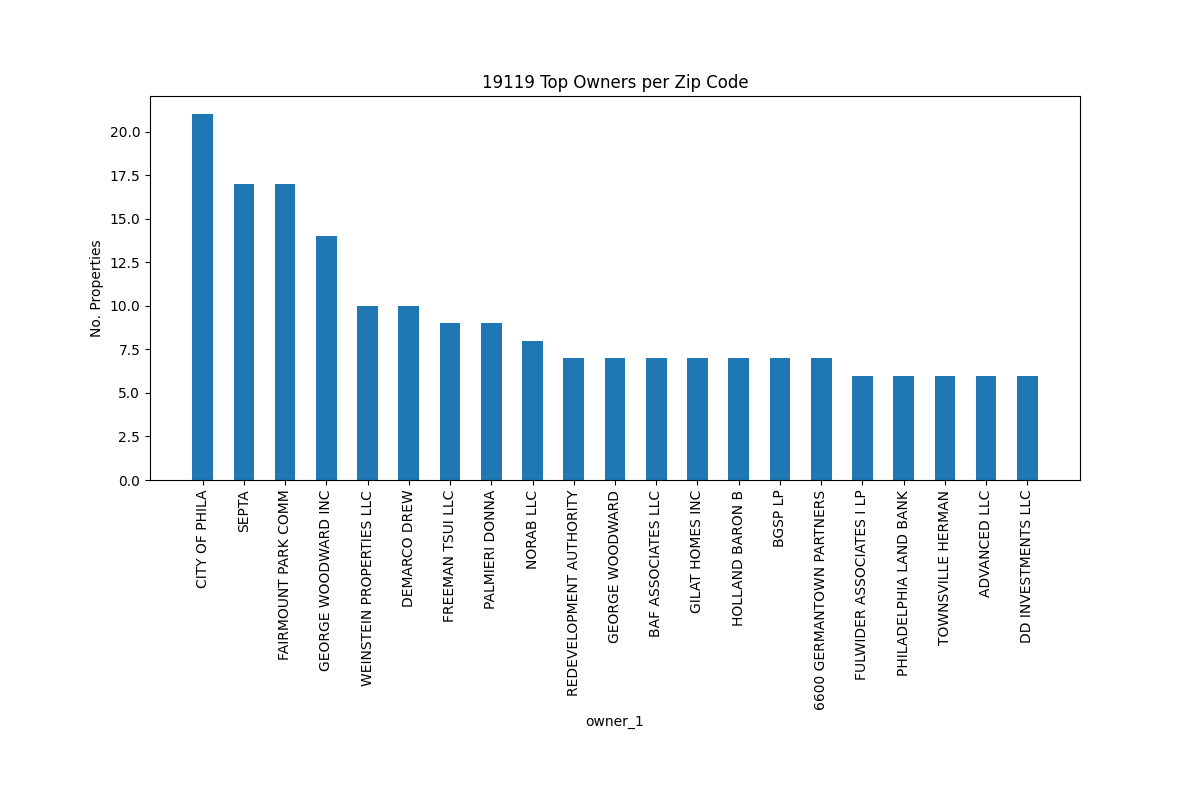 19119 Top Owners per Zip Code
No. Properties
20.0
17.5
15.0
12.5
10.0
7.5
5.0
2.5
0.0
CITY OF PHILA
SEPTA
FAIRMOUNT PARK COMM
GEORGE WOODWARD INC
WEINSTEIN PROPERTIES LLC
DEMARCO DREW
FREEMAN TSUI LLC
PALMIERI DONNA
NORAB LLC
REDEVELOPMENT AUTHORITY
GEORGE WOODWARD
BAF ASSOCIATES LLC
GILAT HOMES INC
HOLLAND BARON B
BGSP LP
6600 GERMANTOWN PARTNERS
FULWIDER ASSOCIATES I LP
PHILADELPHIA LAND BANK
TOWNSVILLE HERMAN
ADVANCED LLC
DD INVESTMENTS LLC
owner_1